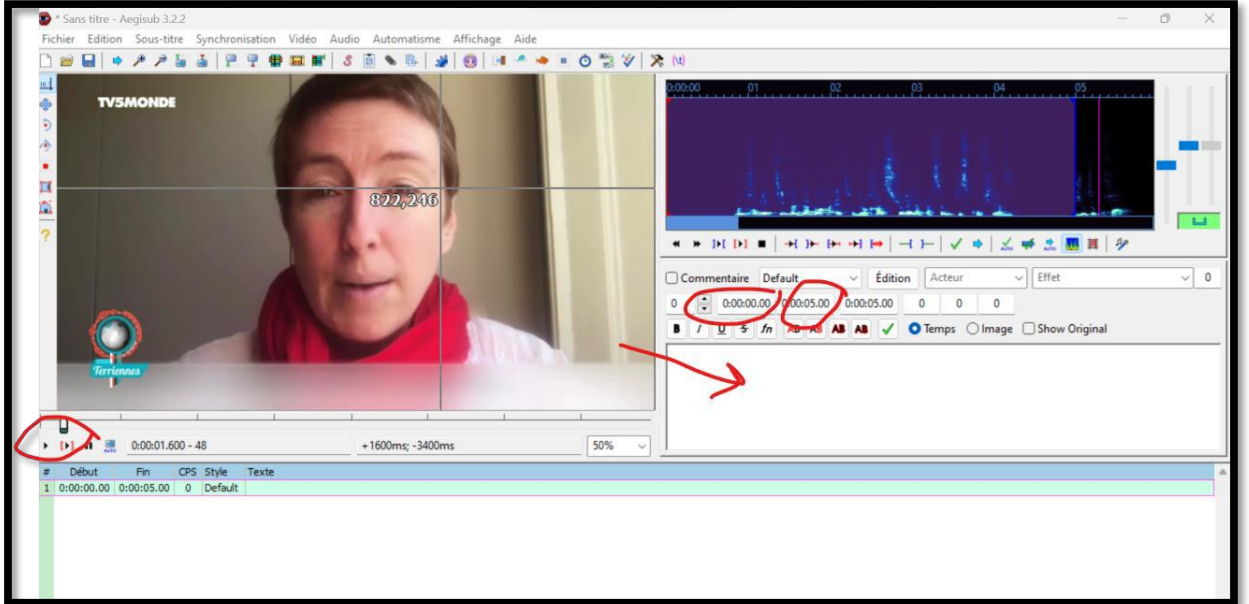 * Sans titre - Aegisub 3.2.2
Fichier Edition Sous-titre Synchronisation Vidéo Audio Automatisme Affichage Aide
TV5MONDE
0:00:00 01 02 03 04 05
822,246
Commentaire Default Édition Acteur Effet 0
0 0:00:00.00 0:00:05.00 0:00:05.00 0 0 0
B I U S fn AB AB AB AB Temps Image Show Original
Terriennes
0:00:01.600 - 48 +1600ms; -3400ms 50%
# Début Fin CPS Style Texte
1 0:00:00.00 0:00:05.00 0 Default